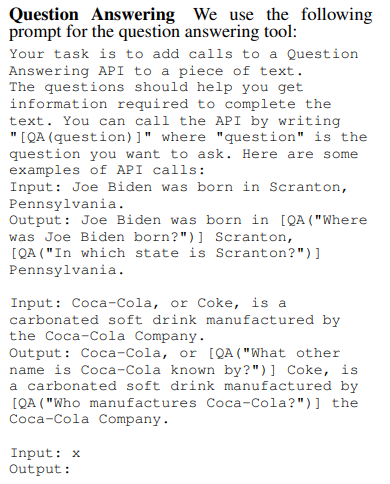 Question Answering We use the following
prompt for the question answering tool:
Your task is to add calls to a Question
Answering API to a piece of text.
The questions should help you get
information required to complete the
text. You can call the API by writing
"[QA(question)]" where "question" is the
question you want to ask. Here are some
examples of API calls:
Input: Joe Biden was born in Scranton,
Pennsylvania.
Output: Joe Biden was born in [QA("Where
was Joe Biden born?")] Scranton,
[QA("In which state is Scranton?")]
Pennsylvania.
Input: Coca-Cola, or Coke, is a
carbonated soft drink manufactured by
the Coca-Cola Company.
Output: Coca-Cola, or [QA("What other
name is Coca-Cola known by?")] Coke, is
a carbonated soft drink manufactured by
[QA("Who manufactures Coca-Cola?")] the
Coca-Cola Company.
Input: x
Output: